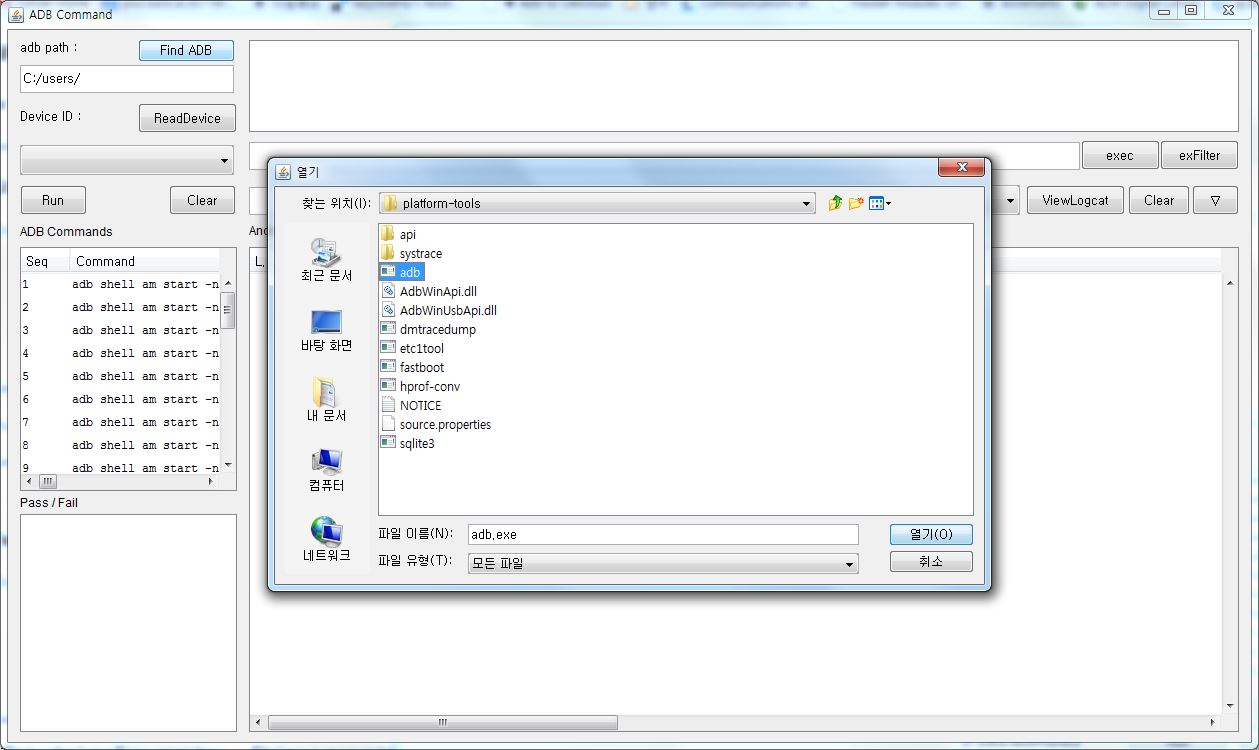 ADB Command
adb path :
Find ADB
C:/users/
Device ID :
ReadDevice
exec
exFilter
Run
Clear
ViewLogcat
Clear
▽
ADB Commands
Seq
Command
1 adb shell am start -n
2 adb shell am start -n
3 adb shell am start -n
4 adb shell am start -n
5 adb shell am start -n
6 adb shell am start -n
7 adb shell am start -n
8 adb shell am start -n
9 adb shell am start -n
Pass / Fail
열기
찾는 위치(I):
platform-tools
최근 문서
바탕 화면
내 문서
컴퓨터
네트워크
api
systrace
adb
AdbWinApi.dll
AdbWinUsbApi.dll
dmtracedump
etc1tool
fastboot
hprof-conv
NOTICE
source.properties
sqlite3
파일 이름(N):
adb.exe
열기(O)
파일 유형(T):
모든 파일
취소